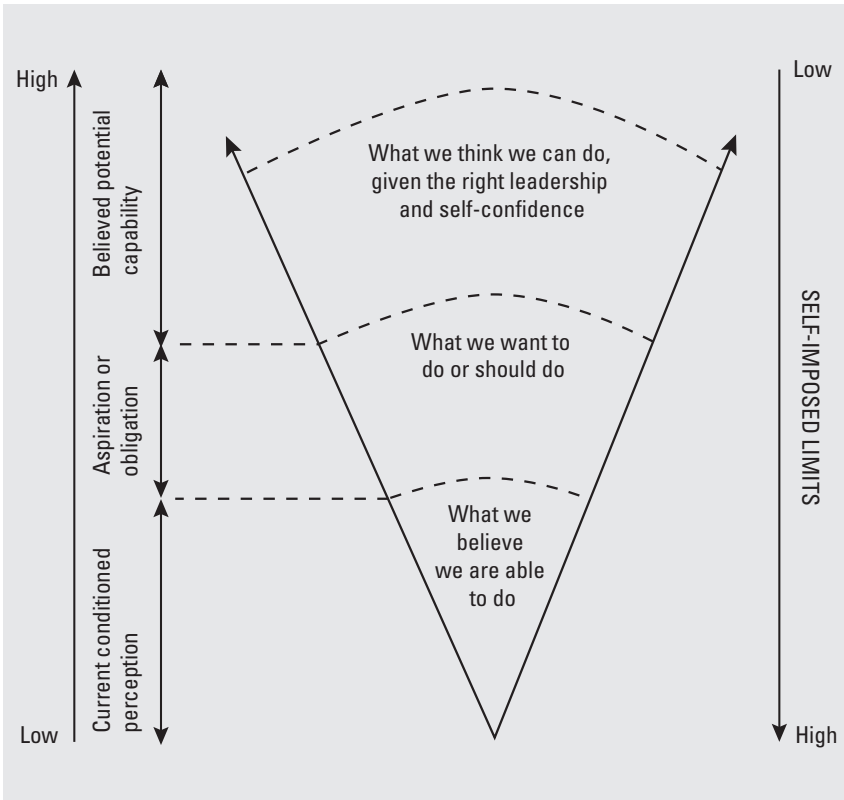 High
Low
Believed potential
capability
What we think we can do,
given the right leadership
and self-confidence
Aspiration or
obligation
What we want to
do or should do
SELF-IMPOSED LIMITS
Current conditioned
perception
What we
believe
we are able
to do
Low
High